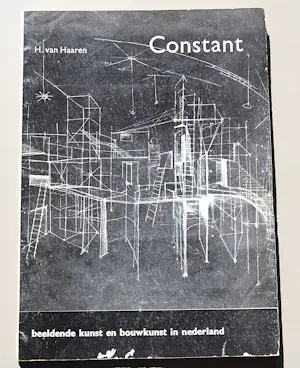 H. van Haaren
Constant
beeldende kunst en bouwkunst in nederland